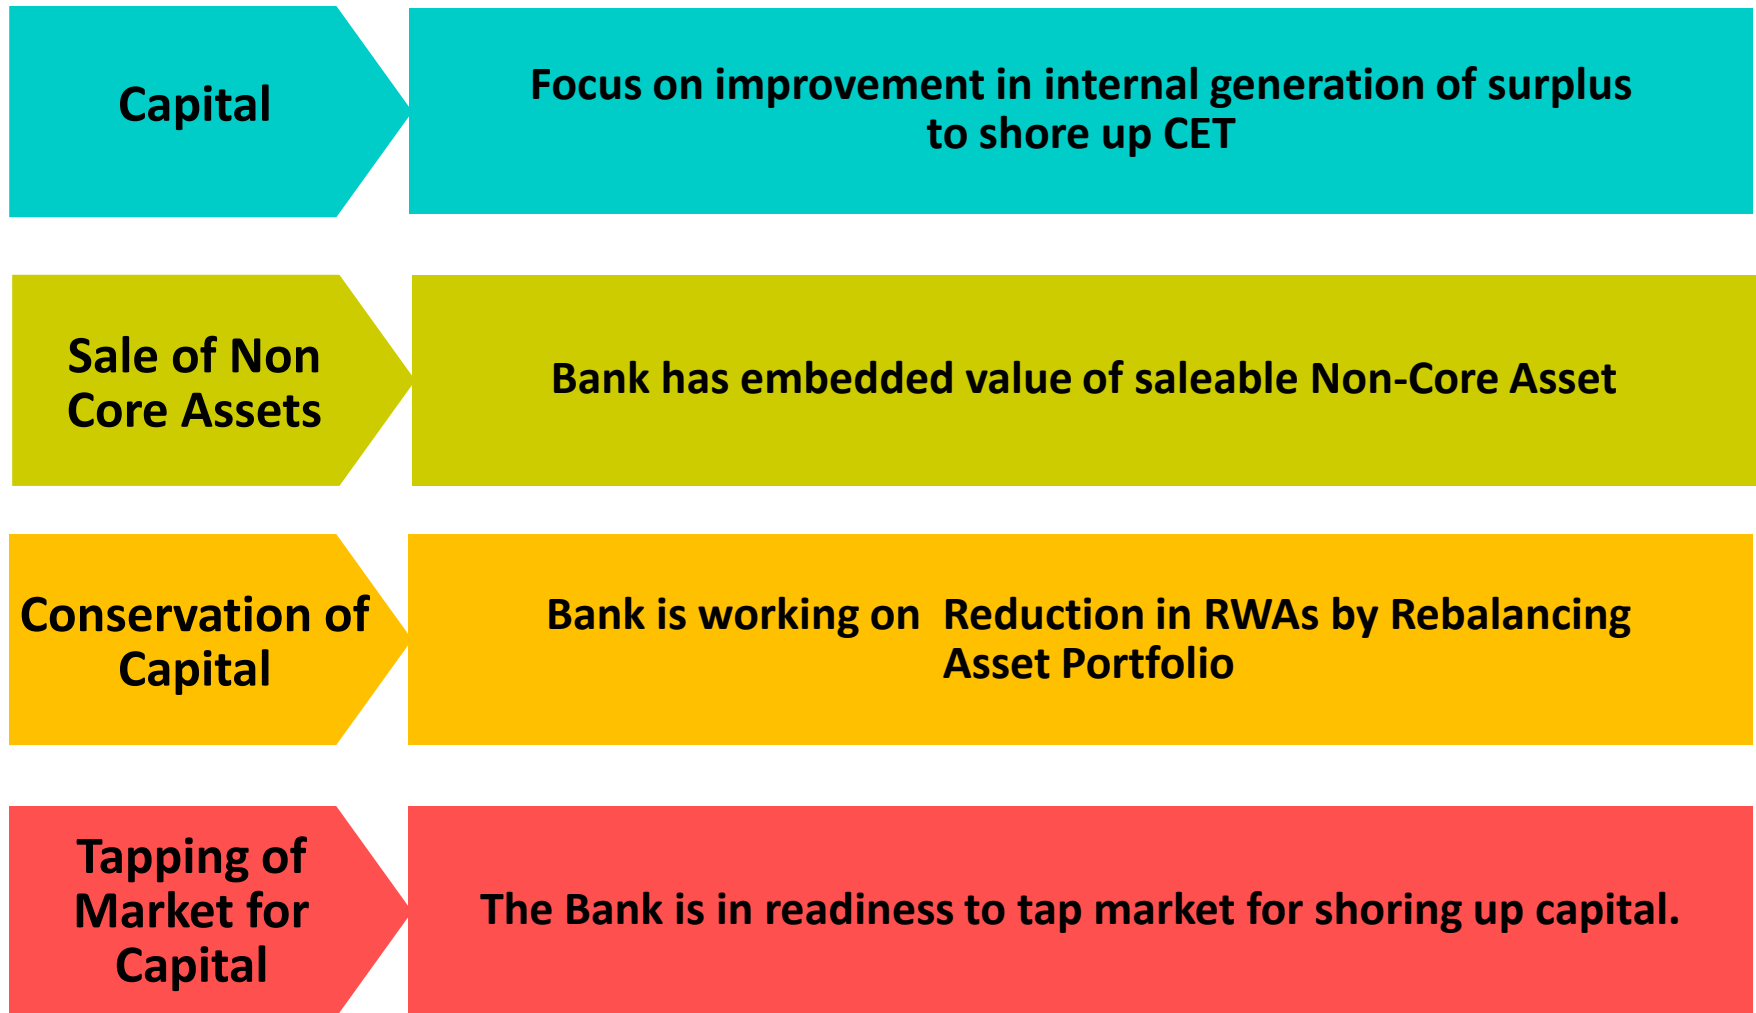 Capital
Focus on improvement in internal generation of surplus
to shore up CET
Sale of Non
Core Assets
Bank has embedded value of saleable Non-Core Asset
Conservation of
Capital
Bank is working on  Reduction in RWAs by Rebalancing
Asset Portfolio
Tapping of
Market for
Capital
The Bank is in readiness to tap market for shoring up capital.